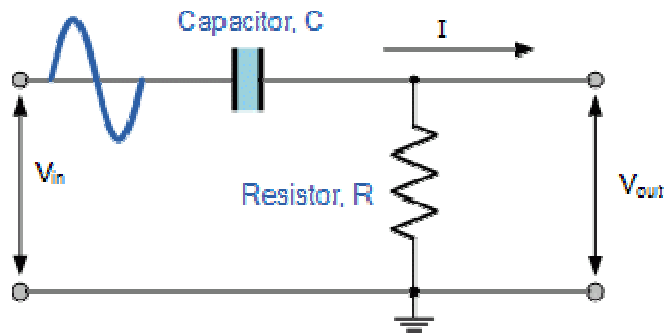 Capacitor, C
I
Vin
Resistor, R
Vout